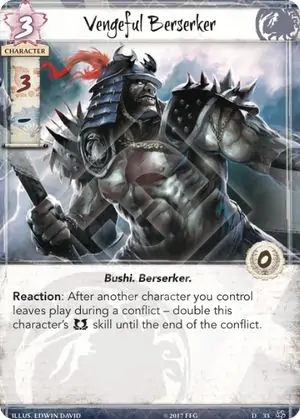 3
Vengeful Berserker
CHARACTER
3
-
0
Bushi. Berserker.
Reaction: After another character you control
leaves play during a conflict – double this
character's skill until the end of the conflict.
ILLUS. EDWIN DAVID
©2017 FFG
D 33